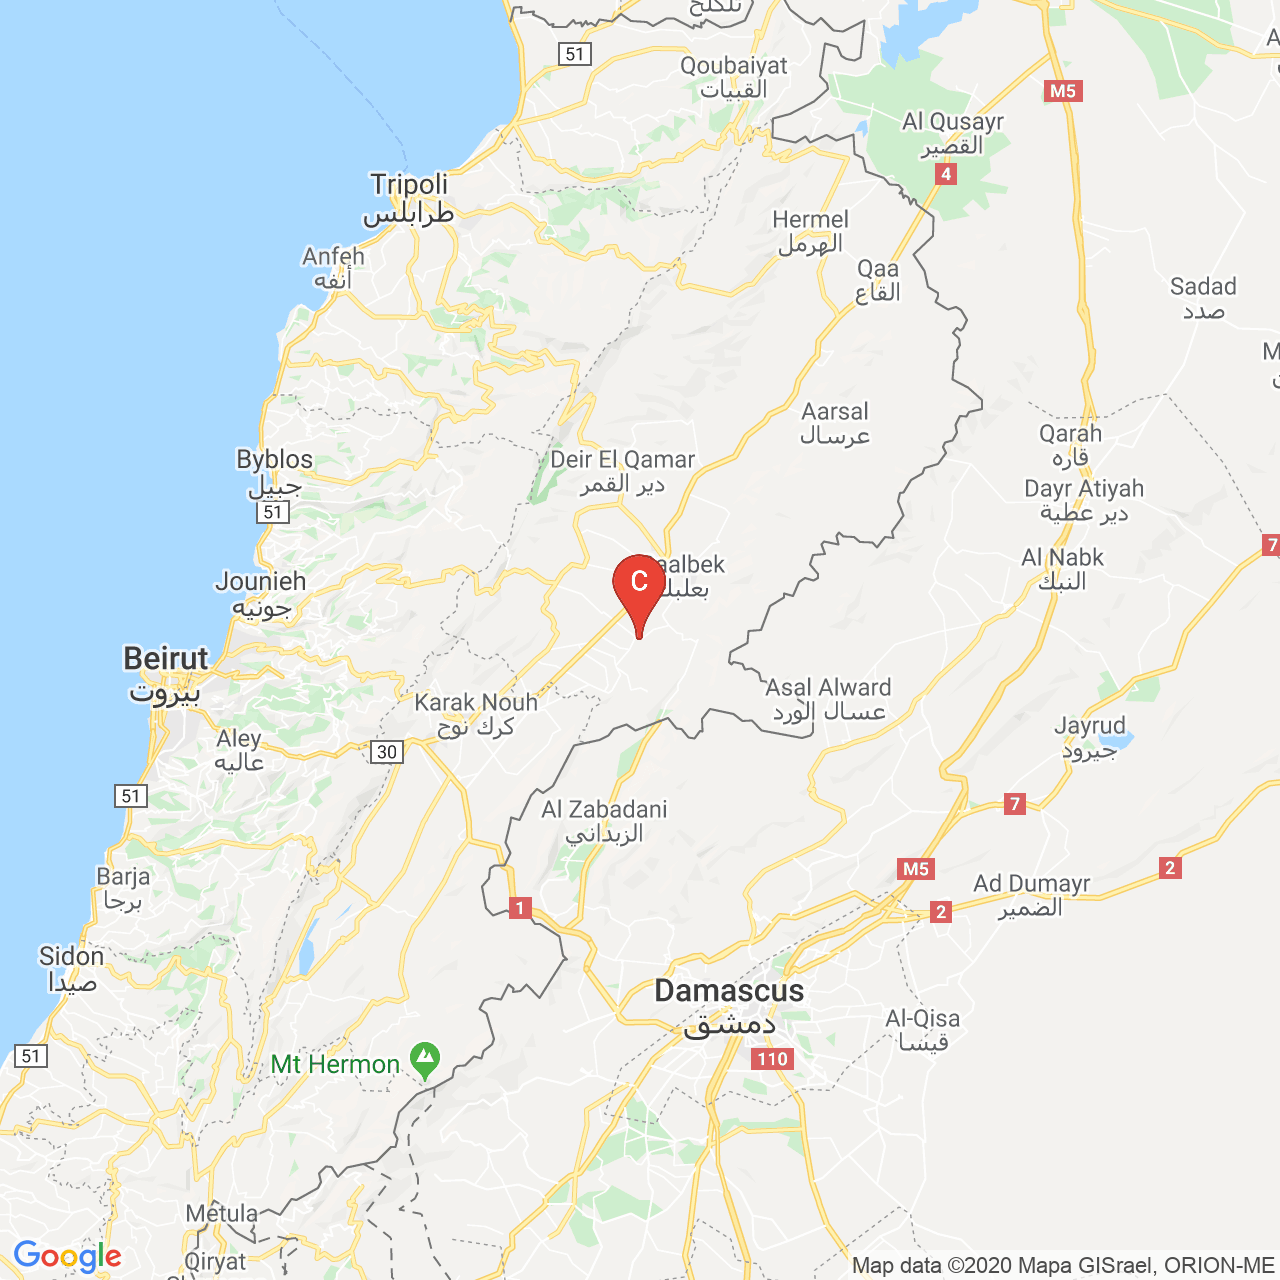 تلكلخ
51
Qoubaiyat
القبيات
M5
Al Qusayr
القصير
4
Tripoli
طرابلس
Hermel
الهرمل
Anfeh
أنفه
Qaa
القاع
Sadad
صدد
Aarsal
عرسال
Qarah
قاره
Byblos
جبيل
51
Deir El Qamar
دير القمر
Dayr Atiyah
دير عطية
7
Al Nabk
النبك
Jounieh
جونيه
C
aalbek
بعلبك
Beirut
بيروت
Karak Nouh
كرك نوح
Asal Alward
عسال الورد
Aley
عاليه
30
Jayrud
جيرود
51
Al Zabadani
الزبداني
7
M5
2
Barja
برجا
1
Ad Dumayr
الضمير
2
Sidon
صيدا
Damascus
دمشق
Al-Qisa
قيسا
51
Mt Hermon
110
Metula
Qiryat
Google
Map data ©2020 Mapa GISrael, ORION-ME